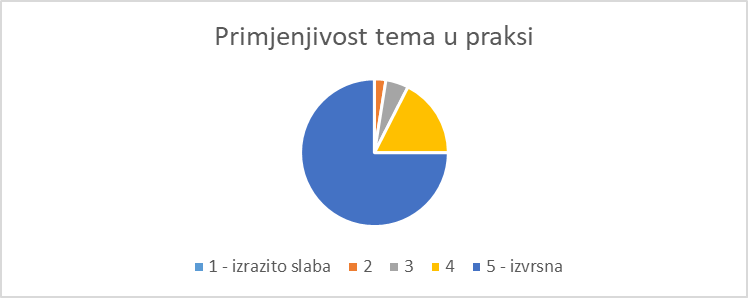 Primjenjivost tema u praksi
1 - izrazito slaba 2 3 4 5 - izvrsna